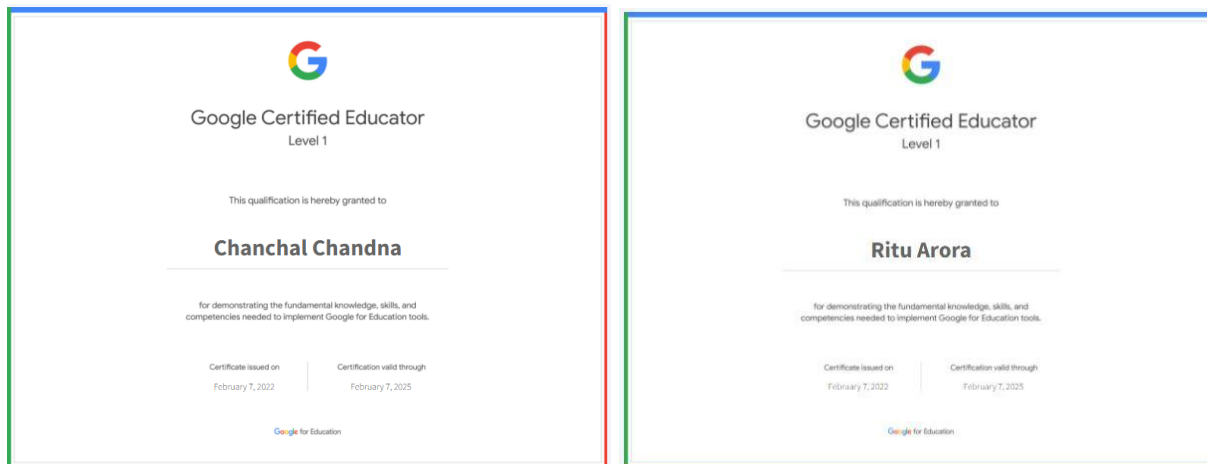 Google Certified Educator
Level 1
This qualification is hereby granted to
Chanchal Chandna
for demonstrating the fundamental knowledge, skills, and
competencies needed to implement Google for Education tools.
Certificate issued on
February 7, 2022
Certification valid through
February 7, 2025
Google for Education
Google Certified Educator
Level 1
This qualification is hereby granted to
Ritu Arora
for demonstrating the fundamental knowledge, skills, and
competencies needed to implement Google for Education tools.
Certificate issued on
February 7, 2022
Certification valid through
February 7, 2025
Google for Education